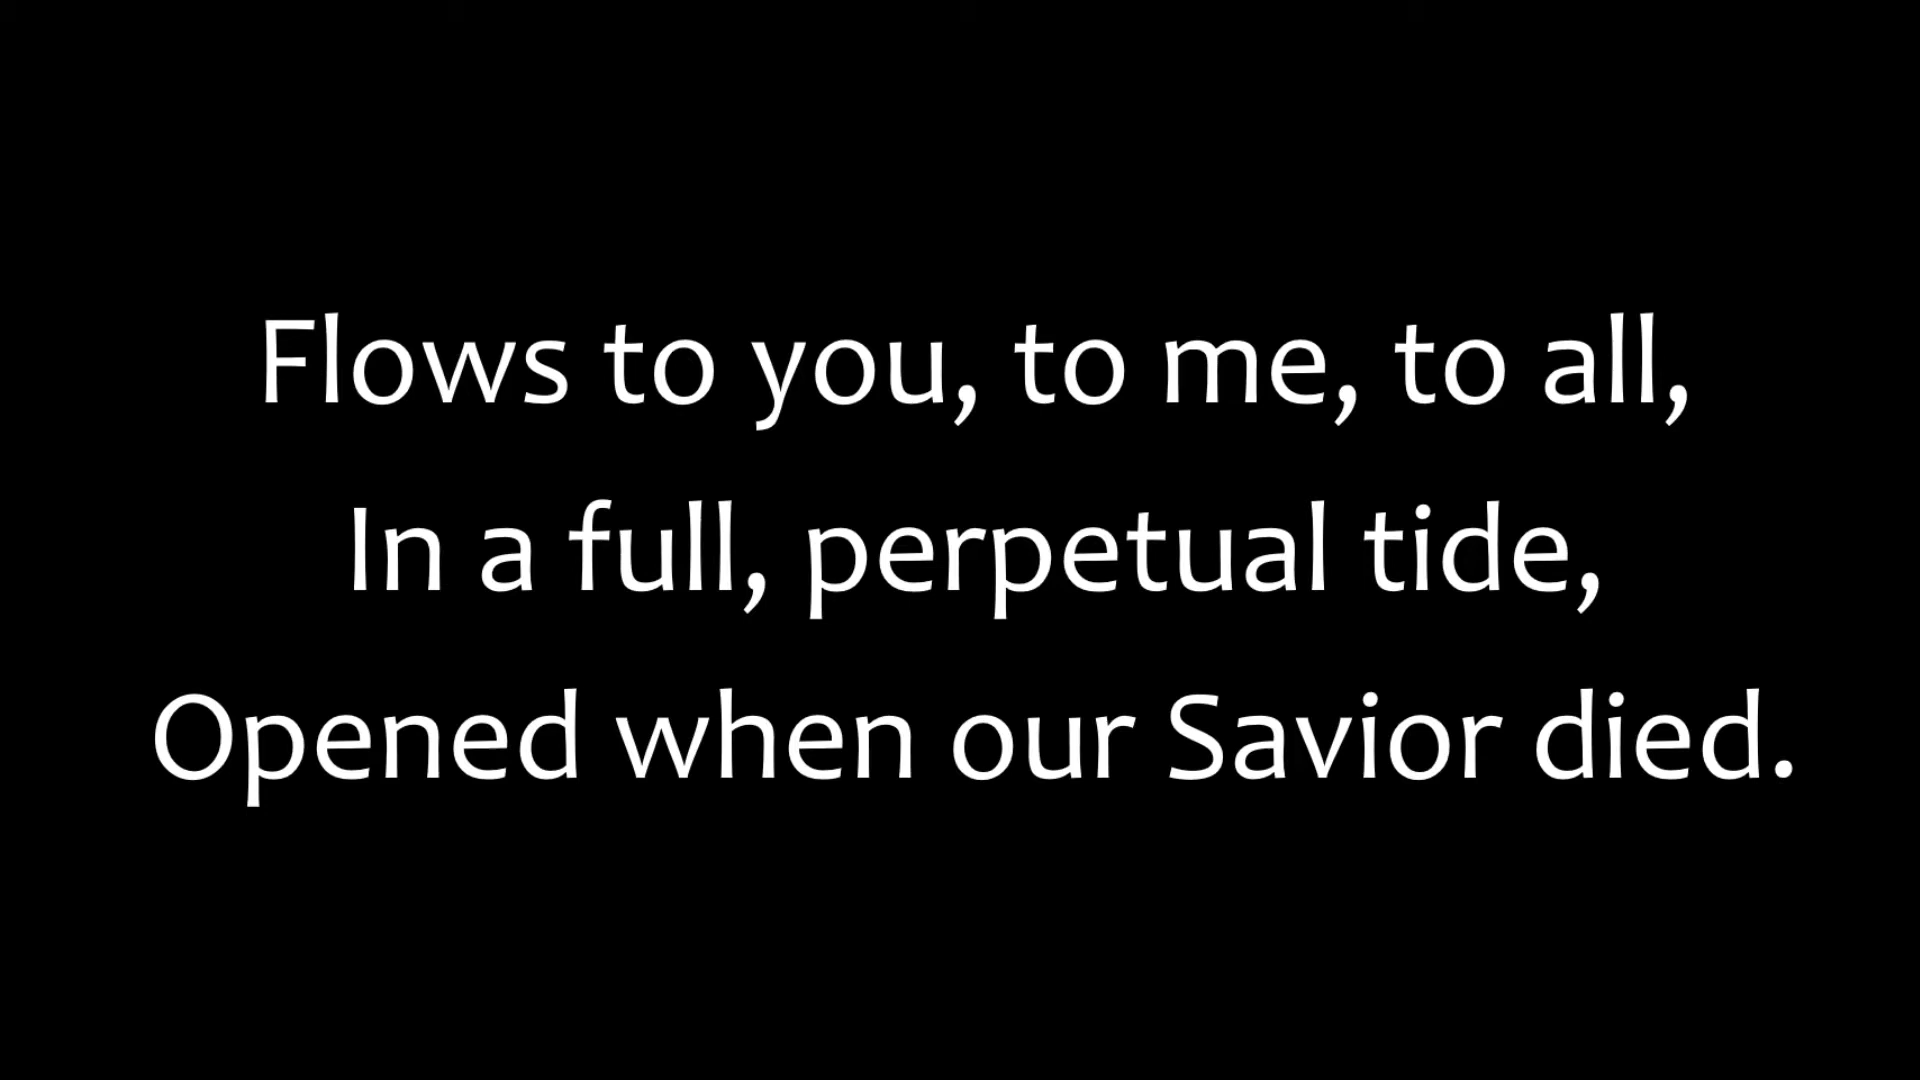 Flows to you, to me, to all,
In a full, perpetual tide,
Opened when our Savior died.